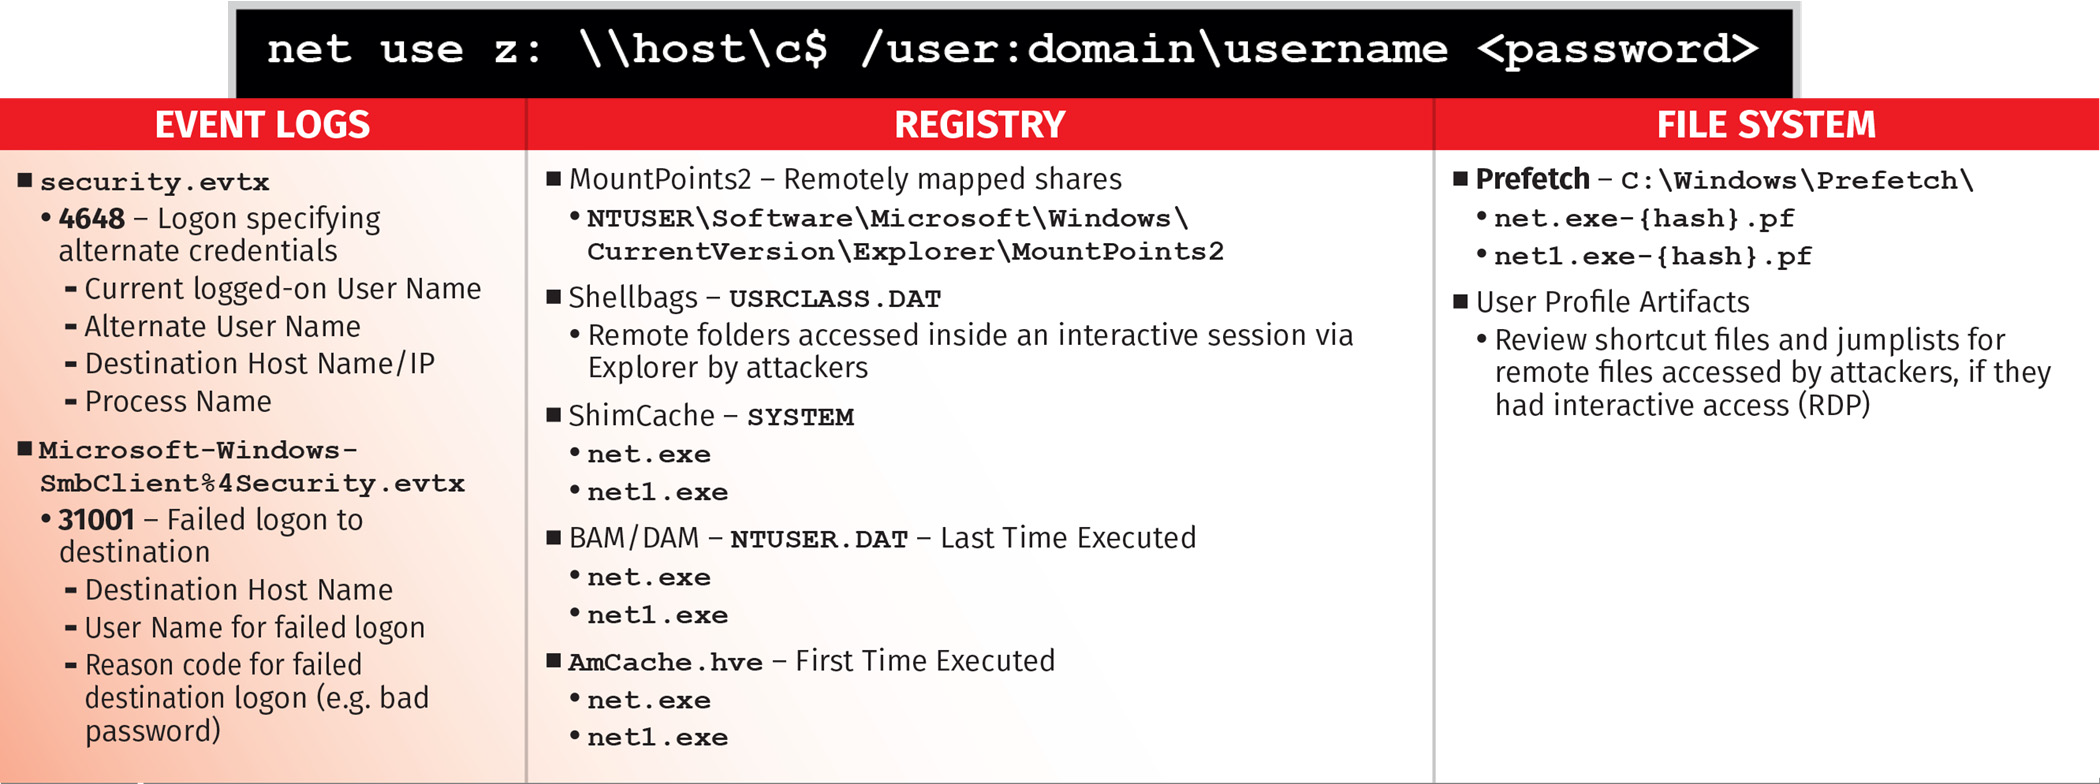 net use z: \\host\c$ /user:domain\username <password>
EVENT LOGS
■ security.evtx
• 4648 – Logon specifying
alternate credentials
- Current logged-on User Name
- Alternate User Name
- Destination Host Name/IP
- Process Name
■ Microsoft-Windows-
SmbClient%4Security.evtx
• 31001 – Failed logon to
destination
- Destination Host Name
- User Name for failed logon
- Reason code for failed
destination logon (e.g. bad
password)
REGISTRY
■ MountPoints2 – Remotely mapped shares
• NTUSER\Software\Microsoft\Windows\
CurrentVersion\Explorer\MountPoints2
■ Shellbags – USRCLASS.DAT
• Remote folders accessed inside an interactive session via
Explorer by attackers
■ ShimCache – SYSTEM
• net.exe
• net1.exe
■ BAM/DAM – NTUSER.DAT – Last Time Executed
• net.exe
• net1.exe
■ AmCache.hve – First Time Executed
• net.exe
• net1.exe
FILE SYSTEM
■ Prefetch – C:\Windows\Prefetch\
• net.exe-{hash}.pf
• net1.exe-{hash}.pf
■ User Profile Artifacts
• Review shortcut files and jumplists for
remote files accessed by attackers, if they
had interactive access (RDP)